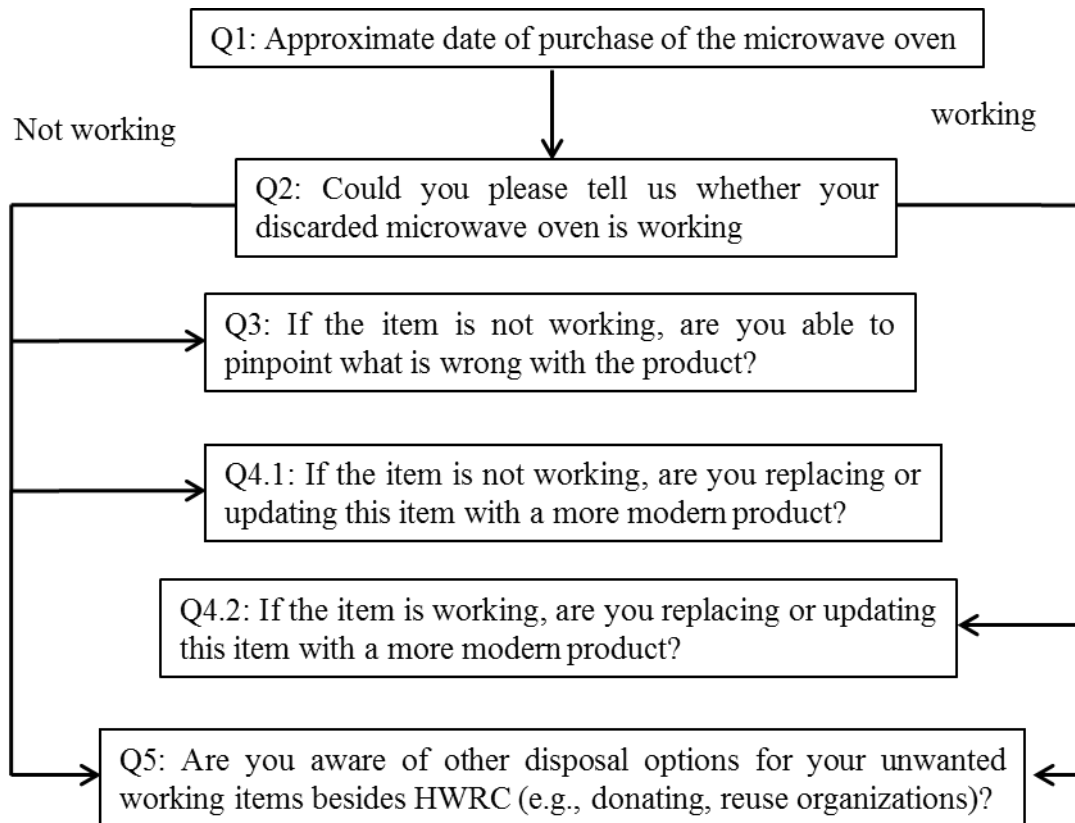 Q1: Approximate date of purchase of the microwave oven
Not working
working
Q2: Could you please tell us whether your
discarded microwave oven is working
Q3: If the item is not working, are you able to
pinpoint what is wrong with the product?
Q4.1: If the item is not working, are you replacing or
updating this item with a more modern product?
Q4.2: If the item is working, are you replacing or updating
this item with a more modern product?
Q5: Are you aware of other disposal options for your unwanted
working items besides HWRC (e.g., donating, reuse organizations)?